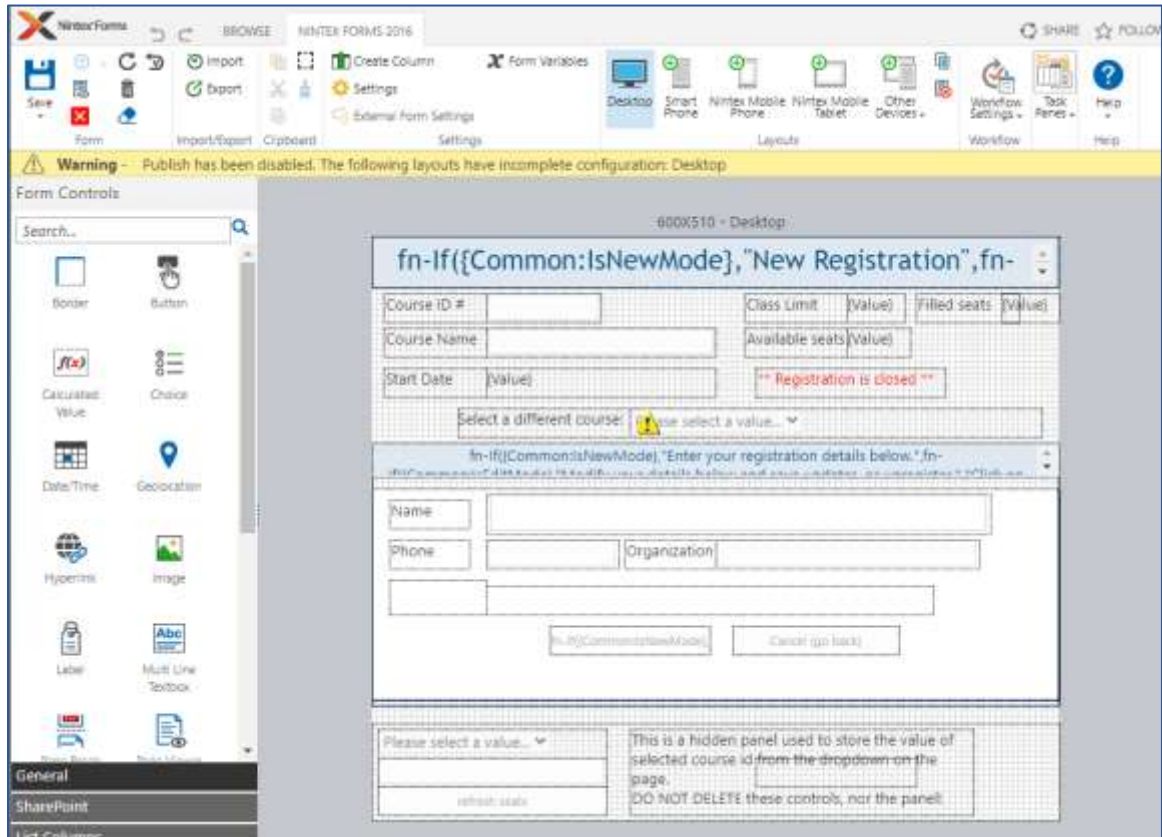 Nintex Forms
BROWSE
NINTEX FORMS 2016
SHARE
FOLLOW
Save
Import
Export
Create Column
Settings
External Form Settings
Form Variables
Desktop
Smart Phone
Nintex Mobile Phone
Nintex Mobile Tablet
Other Devices
Workflow Settings
Task Panes
Help
Form
Import/Export
Clipboard
Settings
Layouts
Workflow
Help
Warning - Publish has been disabled. The following layouts have incomplete configuration: Desktop
Form Controls
Search...
Border
Button
Calculated Value
Choice
Date/Time
Geolocation
Hyperlink
Image
Label
Multi Line Textbox
General
SharePoint
List Columns
600X510 - Desktop
fn-If({Common:IsNewMode},"New Registration",fn-
Course ID #
Class Limit (Value) Filled seats (Value)
Course Name
Available seats (Value)
Start Date (Value)
** Registration is closed **
Select a different course: Please select a value...
fn-If({Common:IsNewMode},"Enter your registration details below.",fn-
Name
Phone
Organization
fn-If({Common:IsNewMode},
Cancel (go back)
Please select a value...
refresh seats
This is a hidden panel used to store the value of
selected course id from the dropdown on the
page.
DO NOT DELETE these controls, nor the panel!